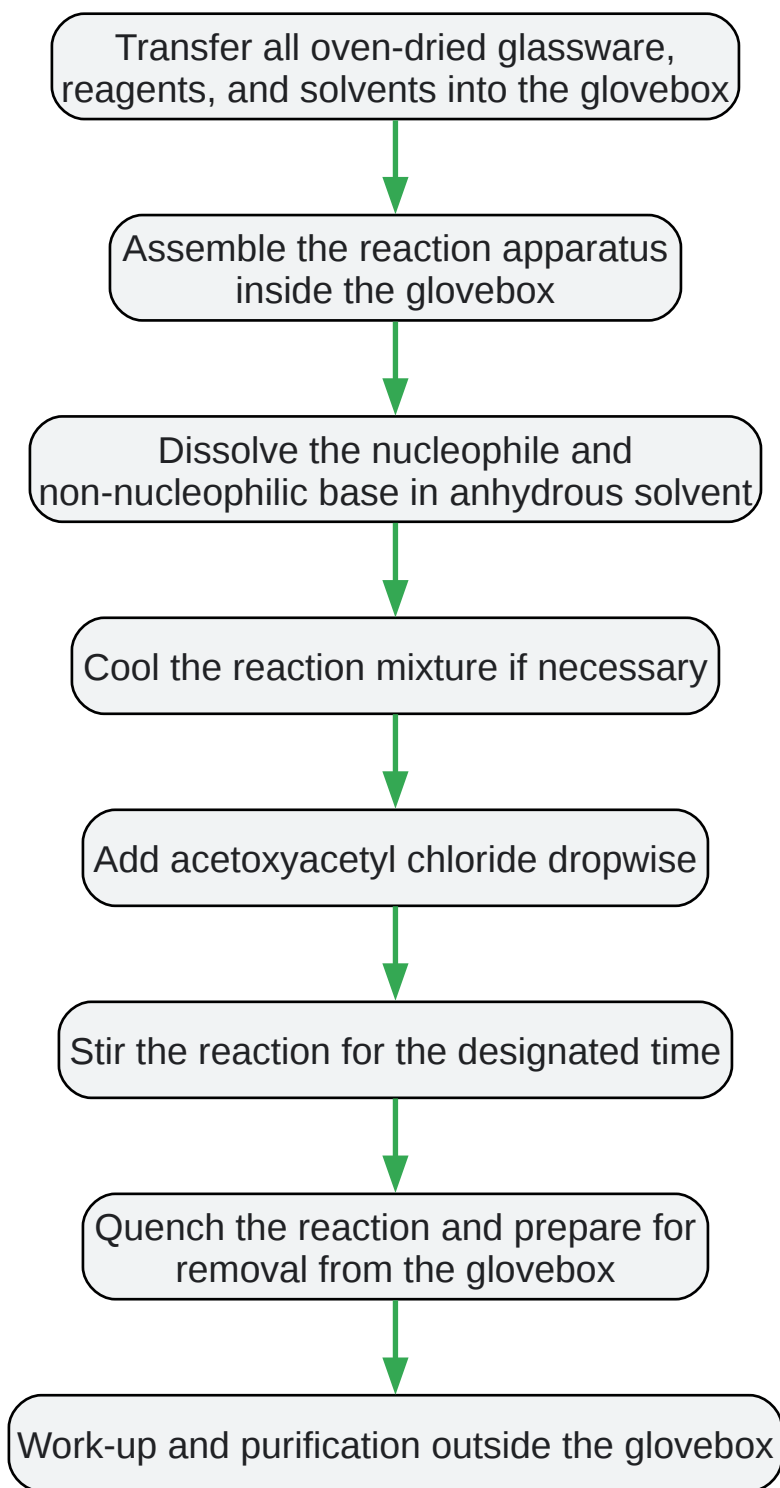 Transfer all oven-dried glassware,
reagents, and solvents into the glovebox
Assemble the reaction apparatus
inside the glovebox
Dissolve the nucleophile and
non-nucleophilic base in anhydrous solvent
Cool the reaction mixture if necessary
Add acetoxyacetyl chloride dropwise
Stir the reaction for the designated time
Quench the reaction and prepare for
removal from the glovebox
Work-up and purification outside the glovebox